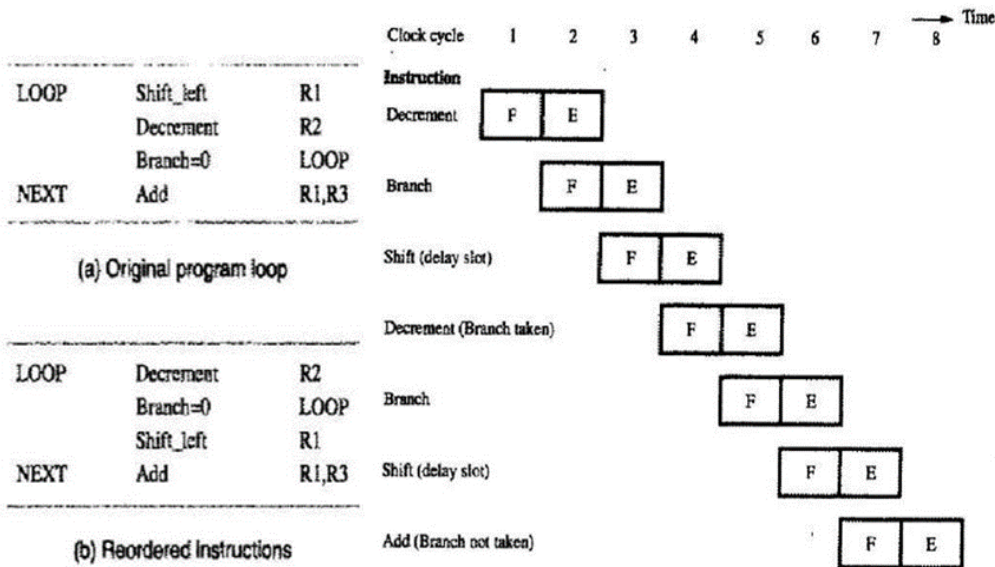 LOOP Shift_left R1
Decrement R2
Branch=0 LOOP
NEXT Add R1,R3
(a) Original program loop
LOOP Decrement R2
Branch=0 LOOP
Shift_left R1
NEXT Add R1,R3
(b) Reordered instructions
Time
Clock cycle 1 2 3 4 5 6 7 8
Instruction
Decrement F E
Branch F E
Shift (delay slot) F E
Decrement (Branch taken) F E
Branch F E
Shift (delay slot) F E
Add (Branch not taken) F E